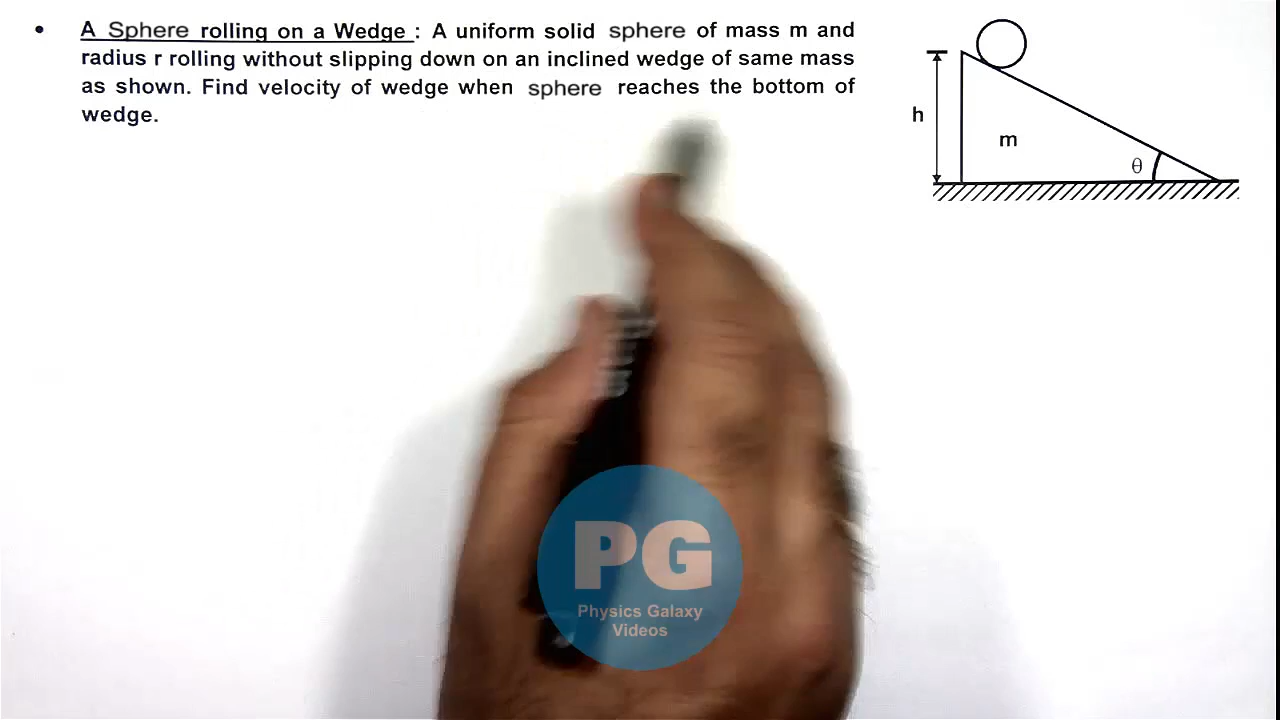 • A Sphere rolling on a Wedge : A uniform solid sphere of mass m and
radius r rolling without slipping down on an inclined wedge of same mass
as shown. Find velocity of wedge when sphere reaches the bottom of
wedge.
h
m
θ
PG
Physics Galaxy
Videos